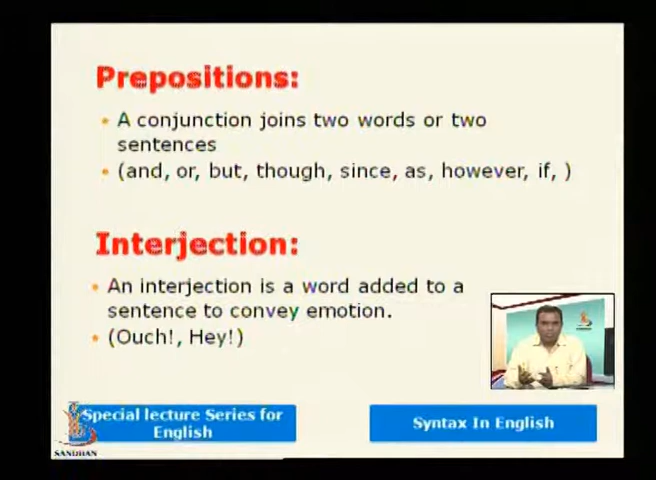 Prepositions:
A conjunction joins two words or two
sentences
(and, or, but, though, since, as, however, if, )
Interjection:
An interjection is a word added to a
sentence to convey emotion.
(Ouch!, Hey!)
Special lecture Series for
English
Syntax In English
SANDHAN